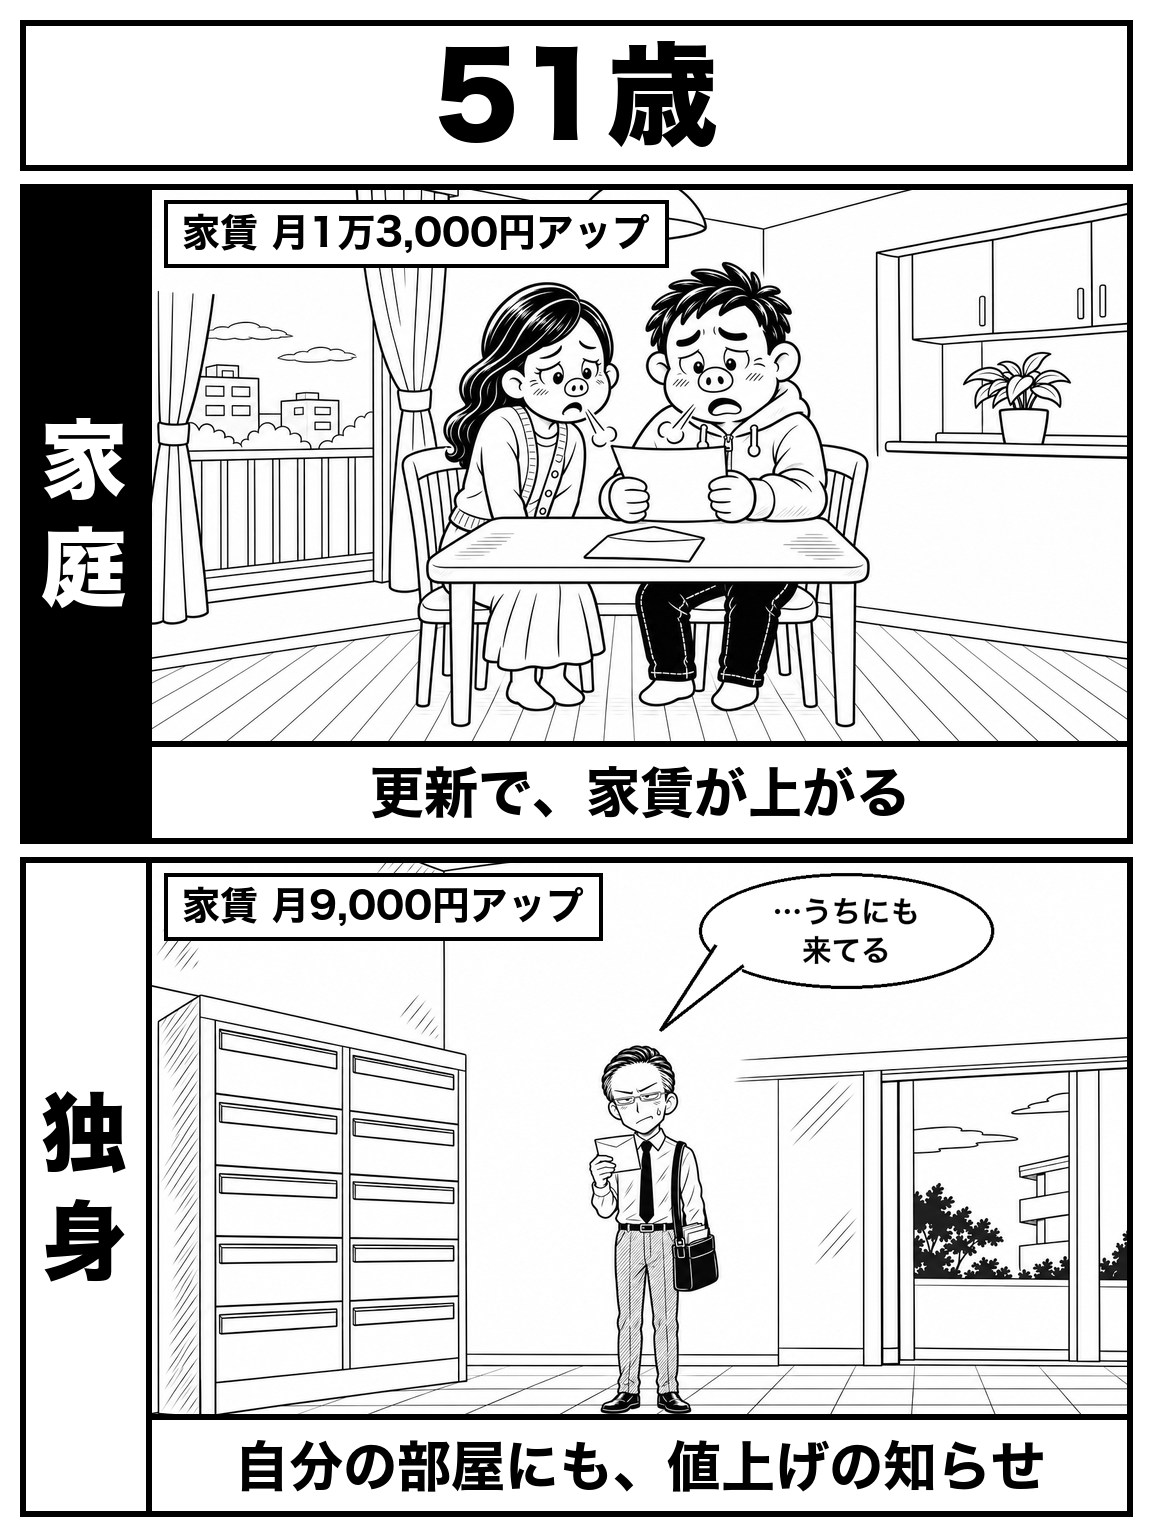 51歳
家庭
家賃 月1万3,000円アップ
更新で、家賃が上がる
独身
家賃 月9,000円アップ
…うちにも
来てる
自分の部屋にも、値上げの知らせ